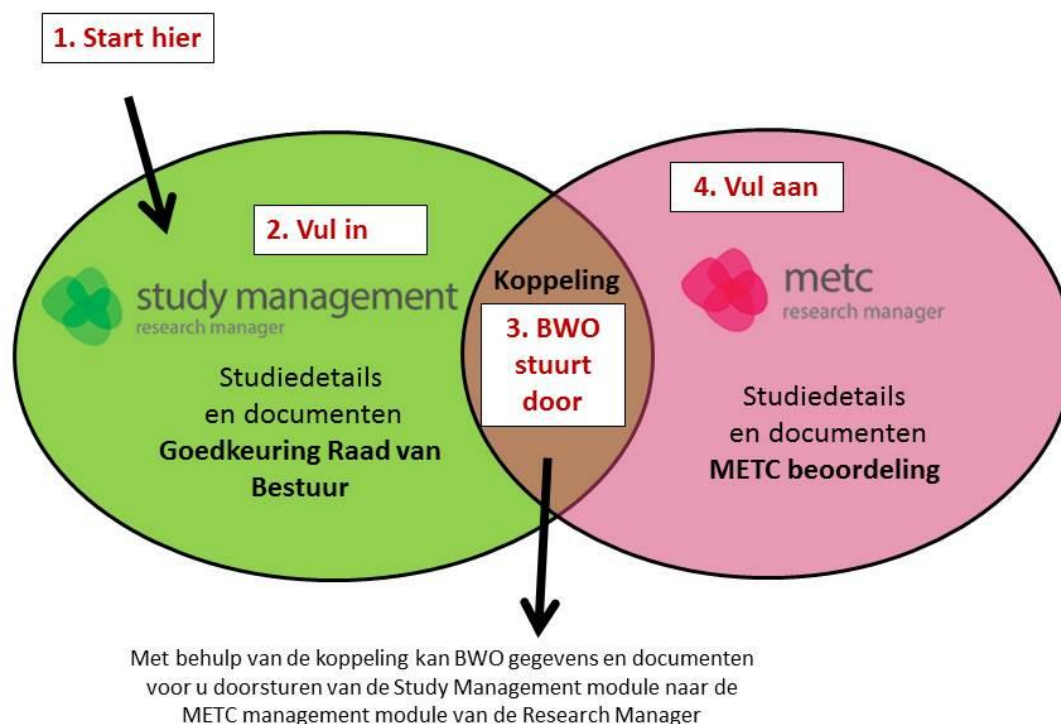 1. Start hier
2. Vul in
study management
research manager
Studiedetails
en documenten
Goedkeuring Raad van
Bestuur
Koppeling
3. BWO
stuurt
door
4. Vul aan
metc
research manager
Studiedetails
en documenten
METC beoordeling
Met behulp van de koppeling kan BWO gegevens en documenten
voor u doorsturen van de Study Management module naar de
METC management module van de Research Manager